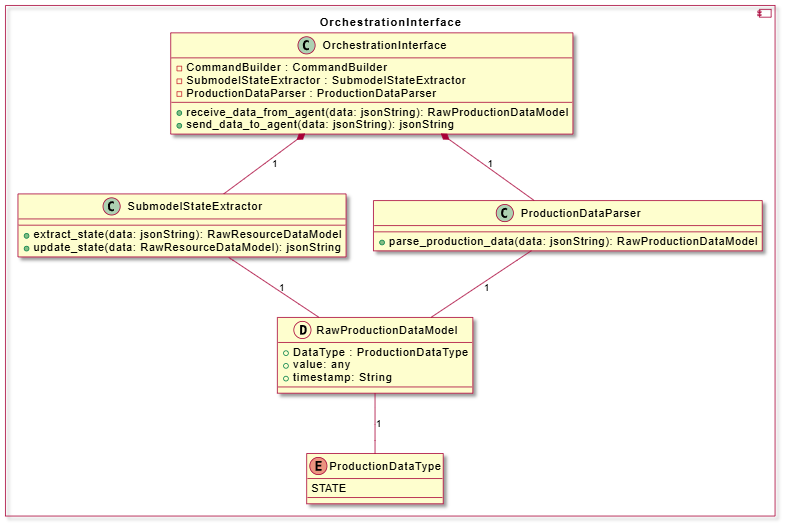 OrchestrationInterface
C OrchestrationInterface
CommandBuilder : CommandBuilder
SubmodelStateExtractor : SubmodelStateExtractor
ProductionDataParser : ProductionDataParser
receive_data_from_agent(data: jsonString): RawProductionDataModel
send_data_to_agent(data: jsonString): jsonString
1
1
C SubmodelStateExtractor
extract_state(data: jsonString): RawResourceDataModel
update_state(data: RawResourceDataModel): jsonString
C ProductionDataParser
parse_production_data(data: jsonString): RawProductionDataModel
1
1
D RawProductionDataModel
DataType : ProductionDataType
value: any
timestamp: String
1
E ProductionDataType
STATE